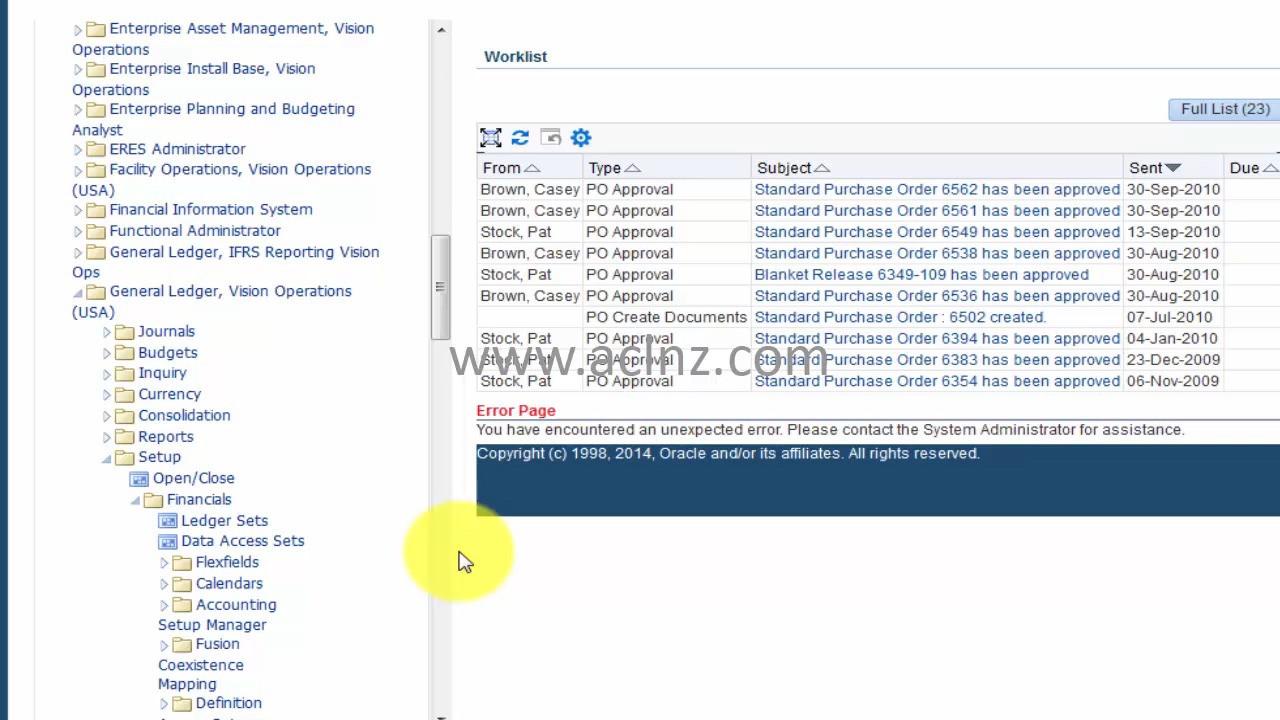 Enterprise Asset Management, Vision
Operations
Enterprise Install Base, Vision
Operations
Enterprise Planning and Budgeting
Analyst
ERES Administrator
Facility Operations, Vision Operations
(USA)
Financial Information System
Functional Administrator
General Ledger, IFRS Reporting Vision
Ops
General Ledger, Vision Operations
(USA)
Journals
Budgets
Inquiry
Currency
Consolidation
Reports
Setup
Open/Close
Financials
Ledger Sets
Data Access Sets
Flexfields
Calendars
Accounting
Setup Manager
Fusion
Coexistence
Mapping
Definition
Worklist
Full List (23)
From Type Subject Sent Due
Brown, Casey PO Approval Standard Purchase Order 6562 has been approved 30-Sep-2010
Brown, Casey PO Approval Standard Purchase Order 6561 has been approved 30-Sep-2010
Stock, Pat PO Approval Standard Purchase Order 6549 has been approved 13-Sep-2010
Brown, Casey PO Approval Standard Purchase Order 6538 has been approved 30-Aug-2010
Stock, Pat PO Approval Blanket Release 6349-109 has been approved 30-Aug-2010
Brown, Casey PO Approval Standard Purchase Order 6536 has been approved 30-Aug-2010
PO Create Documents Standard Purchase Order : 6502 created. 07-Jul-2010
Stock, Pat PO Approval Standard Purchase Order 6394 has been approved 04-Jan-2010
Stock, Pat PO Approval Standard Purchase Order 6383 has been approved 23-Dec-2009
www.aclnz.com
Stock, Pat PO Approval Standard Purchase Order 6354 has been approved 06-Nov-2009
Error Page
You have encountered an unexpected error. Please contact the System Administrator for assistance.
Copyright (c) 1998, 2014, Oracle and/or its affiliates. All rights reserved.